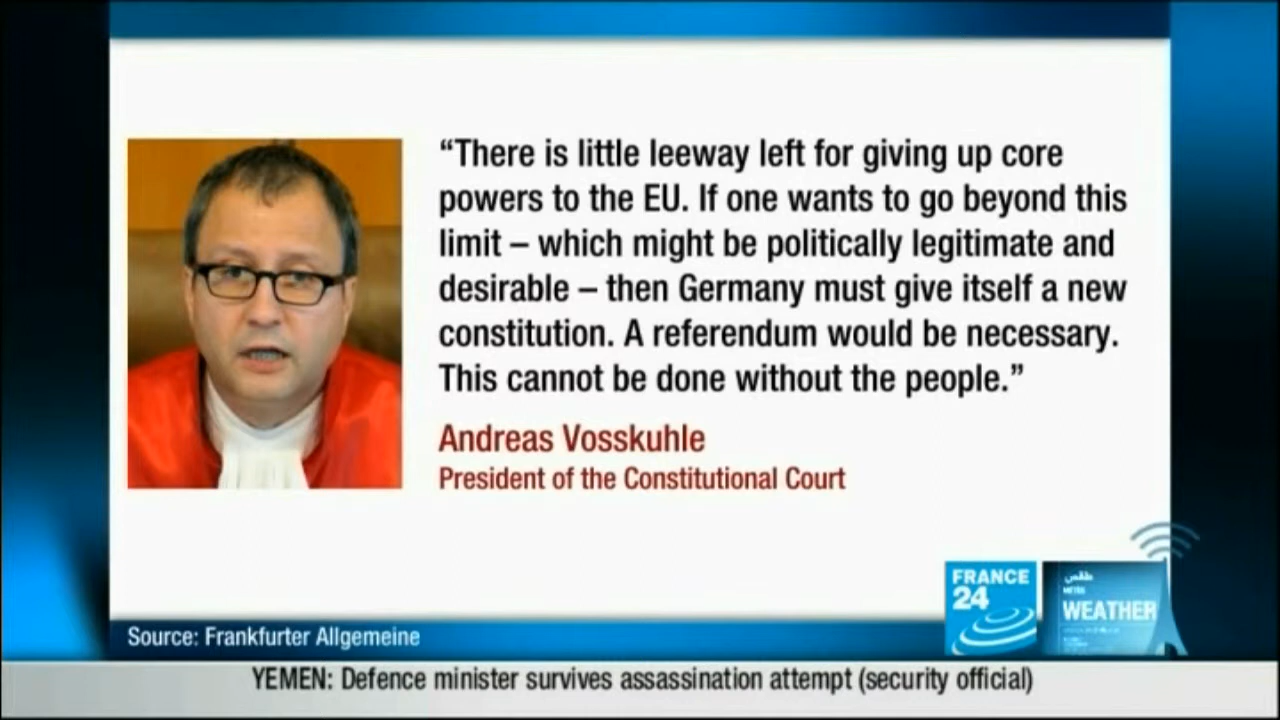 “There is little leeway left for giving up core
powers to the EU. If one wants to go beyond this
limit – which might be politically legitimate and
desirable – then Germany must give itself a new
constitution. A referendum would be necessary.
This cannot be done without the people.”
Andreas Vosskuhle
President of the Constitutional Court
FRANCE
24
طقس
METEO
WEATHER
Source: Frankfurter Allgemeine
YEMEN: Defence minister survives assassination attempt (security official)